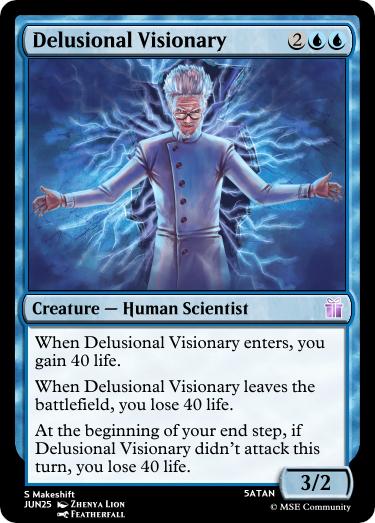 Delusional Visionary 2
Creature — Human Scientist
When Delusional Visionary enters, you
gain 40 life.
When Delusional Visionary leaves the
battlefield, you lose 40 life.
At the beginning of your end step, if
Delusional Visionary didn't attack this
turn, you lose 40 life.
3/2
S Makeshift 5ATAN
JUN25 Zhenya Lion © MSE Community
Featherfall